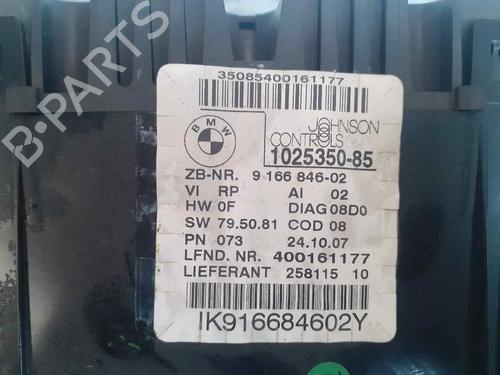 35085400161177
BMW
JOHNSON
CONTROLS
1025350-85
ZB-NR. 9 166 846-02
VI RP AI 02
HW 0F DIAG 08D0
SW 79.50.81 COD 08
PN 073 24.10.07
LFND. NR. 400161177
LIEFERANT 258115 10
IK916684602Y
B-PARTS